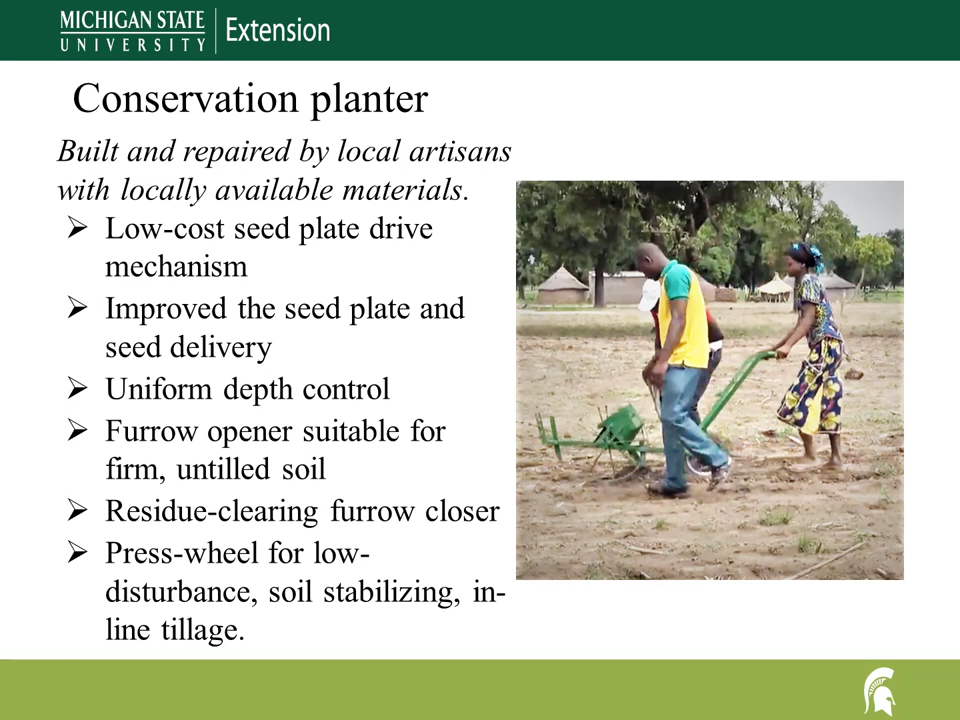 MICHIGAN STATE
UNIVERSITY
Extension
Conservation planter
Built and repaired by local artisans
with locally available materials.
➢ Low-cost seed plate drive
mechanism
➢ Improved the seed plate and
seed delivery
➢ Uniform depth control
➢ Furrow opener suitable for
firm, untilled soil
➢ Residue-clearing furrow closer
➢ Press-wheel for low-
disturbance, soil stabilizing, in-
line tillage.